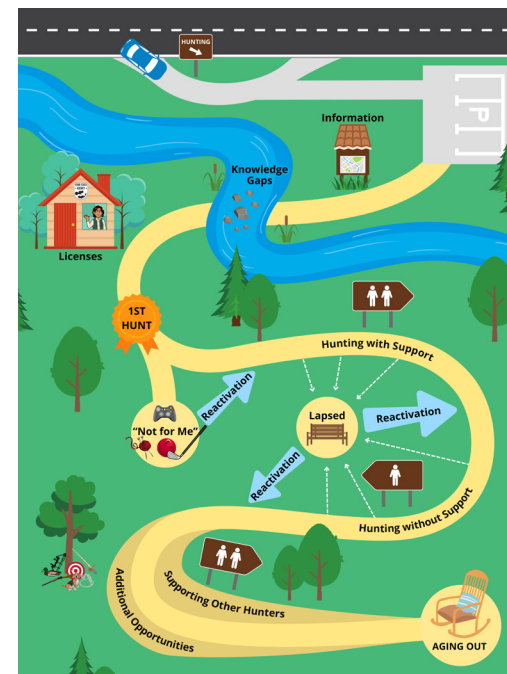 HUNTING
P
Information
Knowledge
Gaps
Licenses
1ST
HUNT
Hunting with Support
Reactivation
"Not for Me"
Lapsed
Reactivation
Reactivation
Hunting without Support
Supporting Other Hunters
Additional Opportunities
AGING OUT